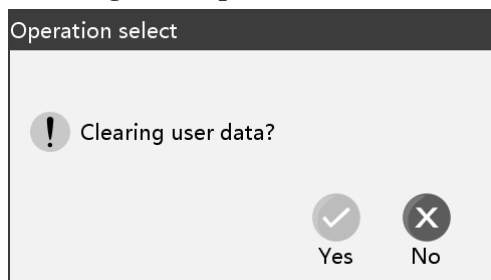 Operation select
Clearing user data?
Yes No